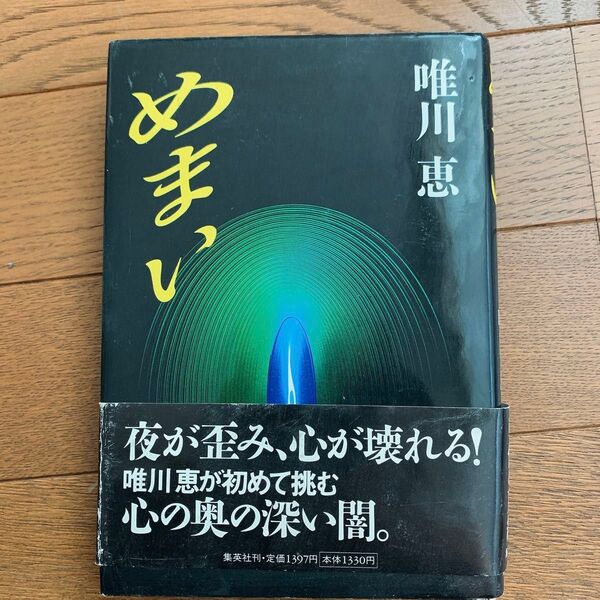 めまい
唯川 恵
夜が歪み、心が壊れる!
唯川恵が初めて挑む
心の奥の深い闇。
集英社刊・定価1397円 本体1330円